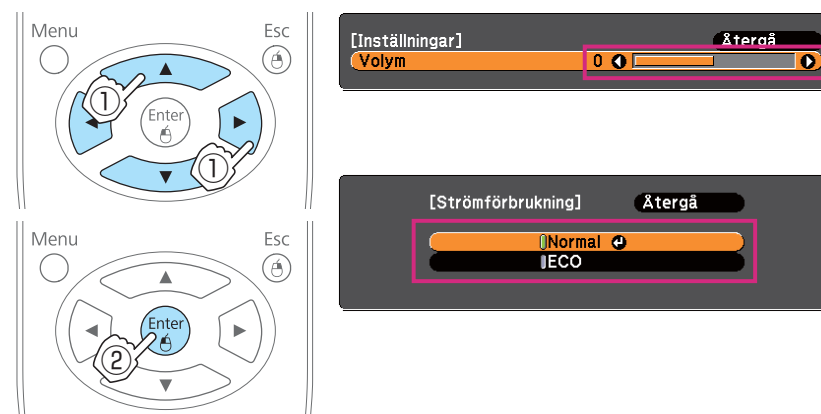 Menu
Esc
Enter
1
1
[Inställningar]
Återgå
Volym
0
[Strömförbrukning]
Återgå
Normal
ECO
Menu
Esc
Enter
2